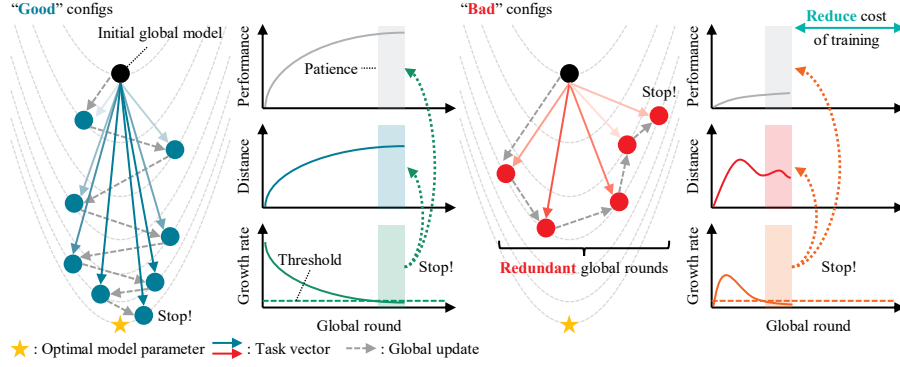 “Good” configs
Initial global model
Stop!
Performance
Patience
Distance
Growth rate
Threshold
Stop!
Global round
“Bad” configs
Stop!
Redundant global rounds
Performance
Reduce cost
of training
Distance
Growth rate
Stop!
Global round
: Optimal model parameter
: Task vector
: Global update